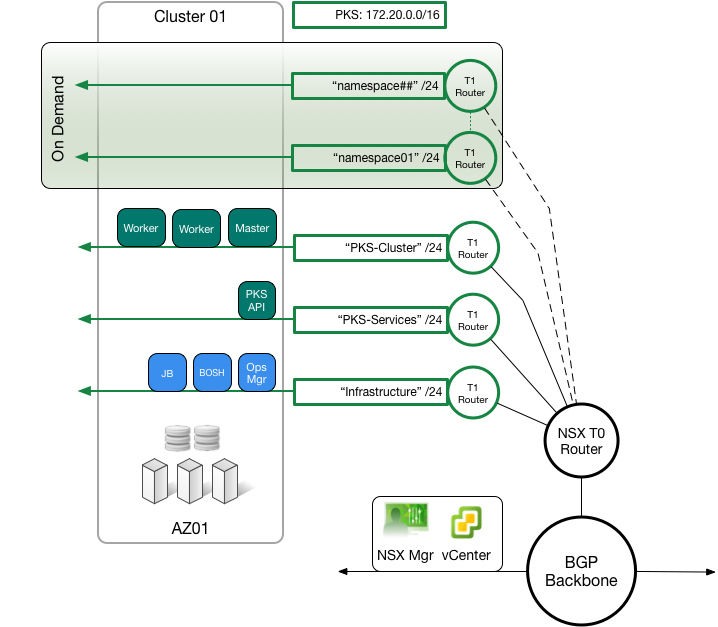 Cluster 01
PKS: 172.20.0.0/16
On Demand
“namespace##” /24
T1
Router
“namespace01” /24
T1
Router
Worker
Worker
Master
“PKS-Cluster” /24
T1
Router
PKS
API
“PKS-Services” /24
T1
Router
JB
BOSH
Ops
Mgr
“Infrastructure” /24
T1
Router
NSX T0
Router
AZ01
NSX Mgr
vCenter
BGP
Backbone